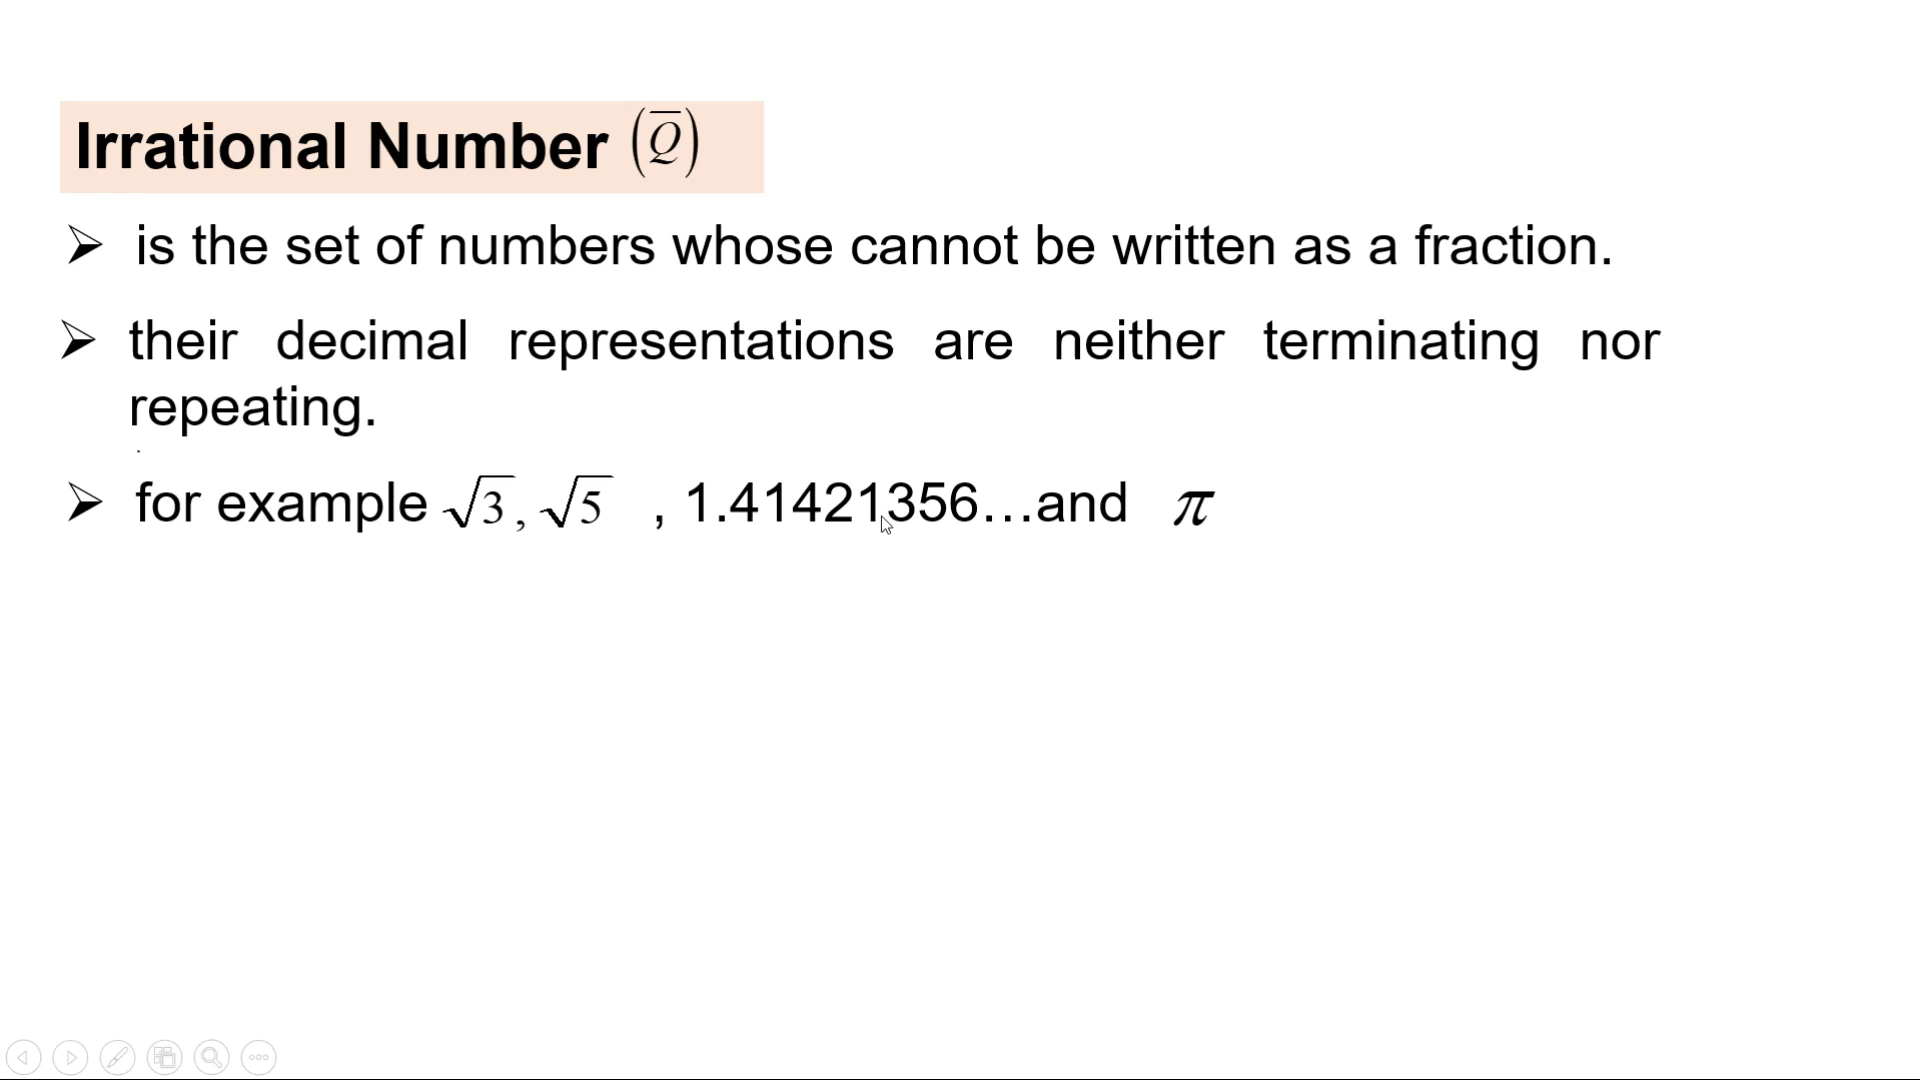 Irrational Number (Q̅)
➢ is the set of numbers whose cannot be written as a fraction.
➢ their decimal representations are neither terminating nor
repeating.
➢ for example √3, √5 , 1.41421356…and π